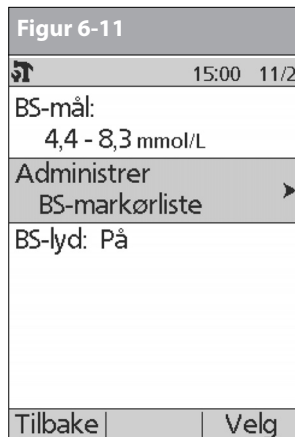 Figur 6-11
15:00 11/2
BS-mål:
4,4 - 8,3 mmol/L
Administrer
BS-markørliste
BS-lyd: På
Tilbake
Velg